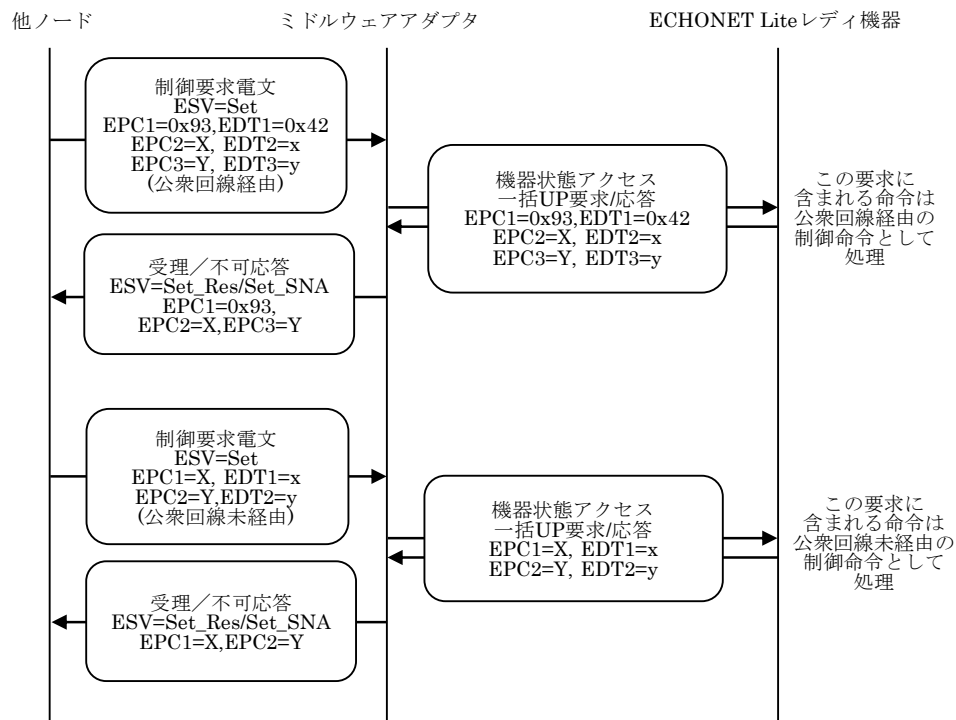 他ノード
ミドルウェアアダプタ
ECHONET Liteレディ機器
制御要求電文
ESV=Set
EPC1=0x93,EDT1=0x42
EPC2=X, EDT2=x
EPC3=Y, EDT3=y
(公衆回線経由)
機器状態アクセス
一括UP要求/応答
EPC1=0x93,EDT1=0x42
EPC2=X, EDT2=x
EPC3=Y, EDT3=y
この要求に
含まれる命令は
公衆回線経由の
制御命令として
処理
受理／不可応答
ESV=Set_Res/Set_SNA
EPC1=0x93,
EPC2=X,EPC3=Y
制御要求電文
ESV=Set
EPC1=X, EDT1=x
EPC2=Y,EDT2=y
(公衆回線未経由)
機器状態アクセス
一括UP要求/応答
EPC1=X, EDT1=x
EPC2=Y, EDT2=y
この要求に
含まれる命令は
公衆回線未経由の
制御命令として
処理
受理／不可応答
ESV=Set_Res/Set_SNA
EPC1=X,EPC2=Y